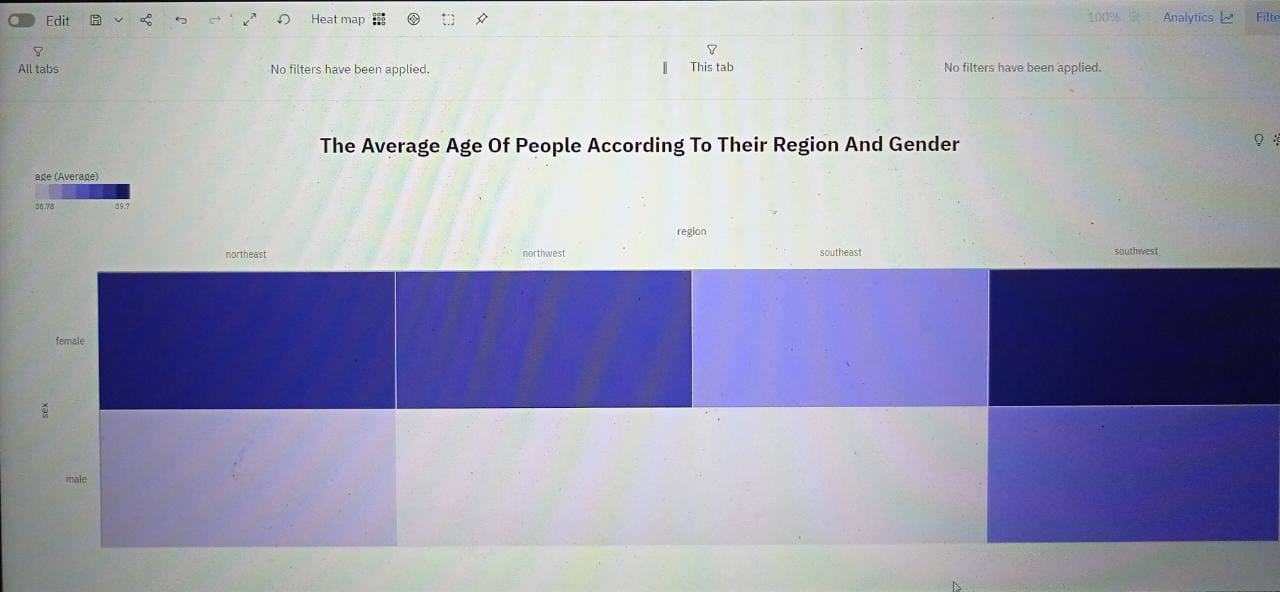 Edit
Heat map
100%
Analytics
Filte
All tabs
No filters have been applied.
This tab
No filters have been applied.
The Average Age Of People According To Their Region And Gender
age (Average)
38.78 39.7
region
northeast northwest southeast southwest
female
sex
male